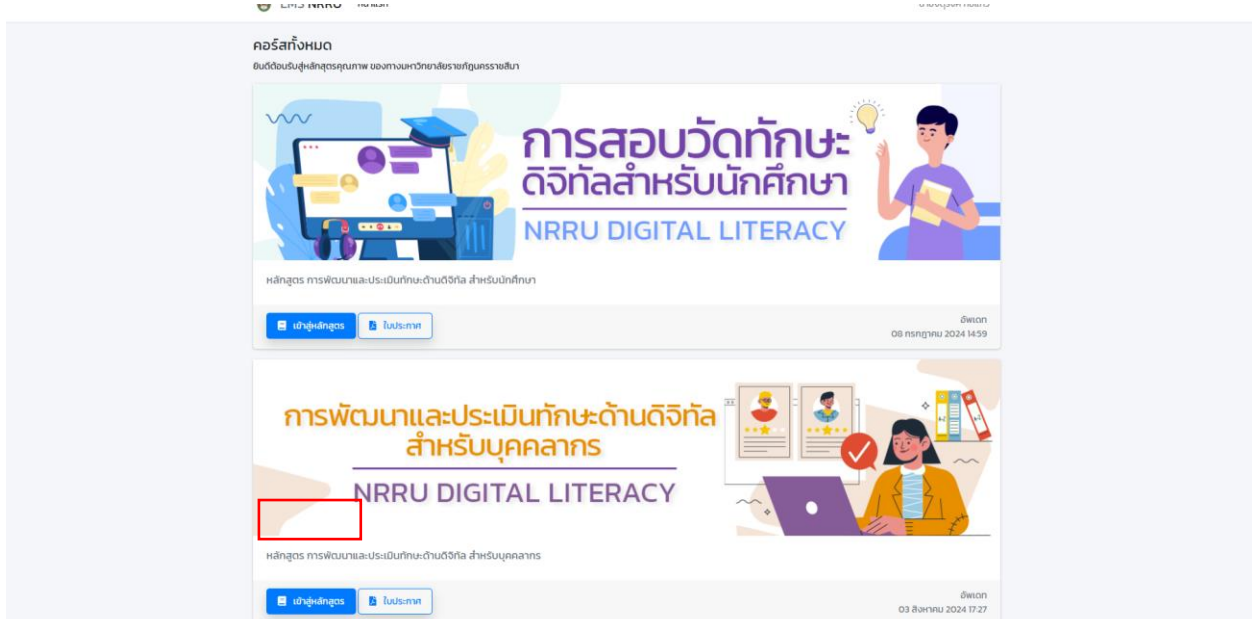 LMS NRRU หน้าแรก
คอร์สทั้งหมด
ยินดีต้อนรับสู่หลักสูตรคุณภาพ ของทางมหาวิทยาลัยราชภัฏนครราชสีมา
การสอบวัดทักษะ
ดิจิทัลสำหรับนักศึกษา
NRRU DIGITAL LITERACY
หลักสูตร การพัฒนาและประเมินทักษะด้านดิจิทัล สำหรับนักศึกษา
เข้าสู่หลักสูตร ใบประกาศ
อัพเดท
08 กรกฎาคม 2024 14:59
การพัฒนาและประเมินทักษะด้านดิจิทัล
สำหรับบุคคลากร
NRRU DIGITAL LITERACY
หลักสูตร การพัฒนาและประเมินทักษะด้านดิจิทัล สำหรับบุคคลากร
เข้าสู่หลักสูตร ใบประกาศ
อัพเดท
03 สิงหาคม 2024 17:27